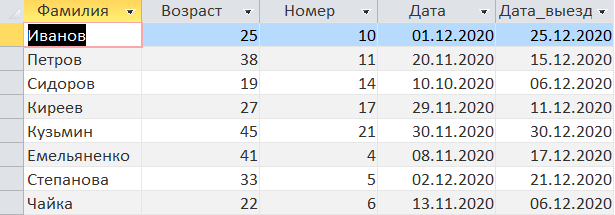 Фамилия Возраст Номер Дата Дата_выезд
Иванов 25 10 01.12.2020 25.12.2020
Петров 38 11 20.11.2020 15.12.2020
Сидоров 19 14 10.10.2020 06.12.2020
Киреев 27 17 29.11.2020 11.12.2020
Кузьмин 45 21 30.11.2020 30.12.2020
Емельяненко 41 4 08.11.2020 17.12.2020
Степанова 33 5 02.12.2020 21.12.2020
Чайка 22 6 13.11.2020 06.12.2020